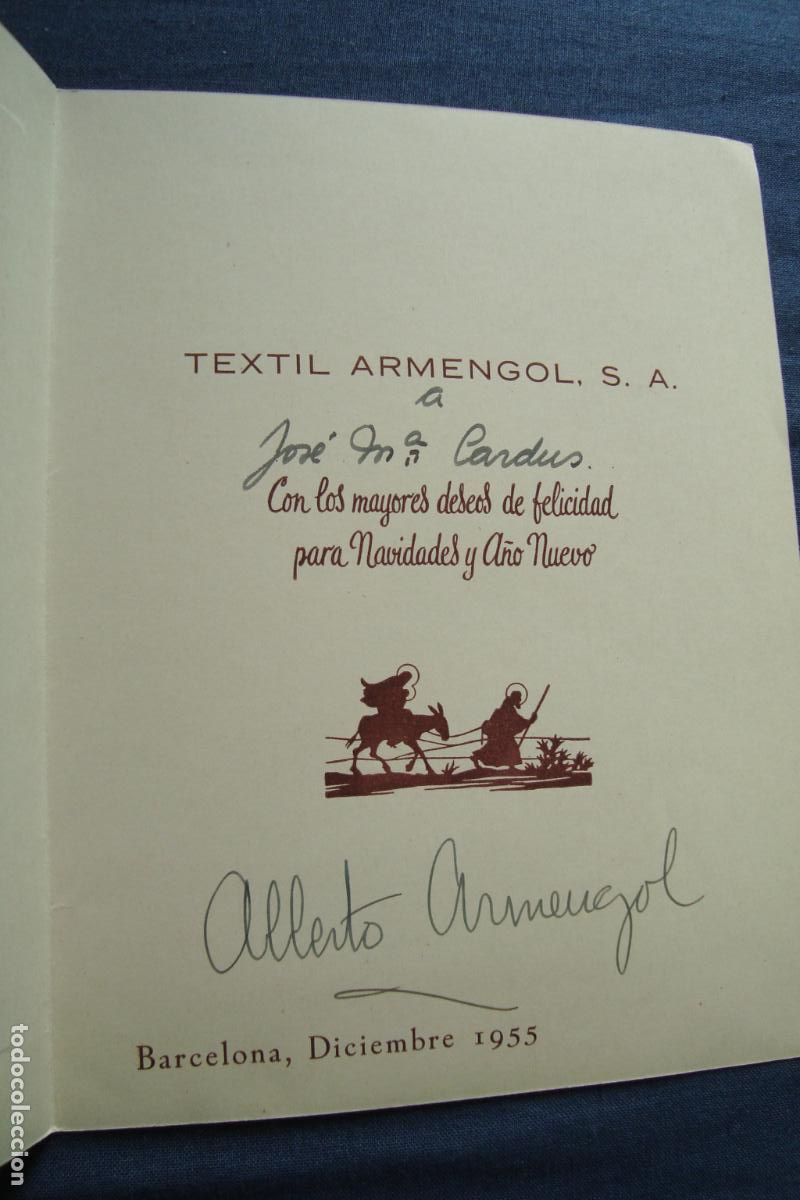 TEXTIL ARMENGOL, S. A.
a
José Mª Cardus.
Con los mayores deseos de felicidad
para Navidades y Año Nuevo
Alberto Armengol
Barcelona, Diciembre 1955
todocoleccion